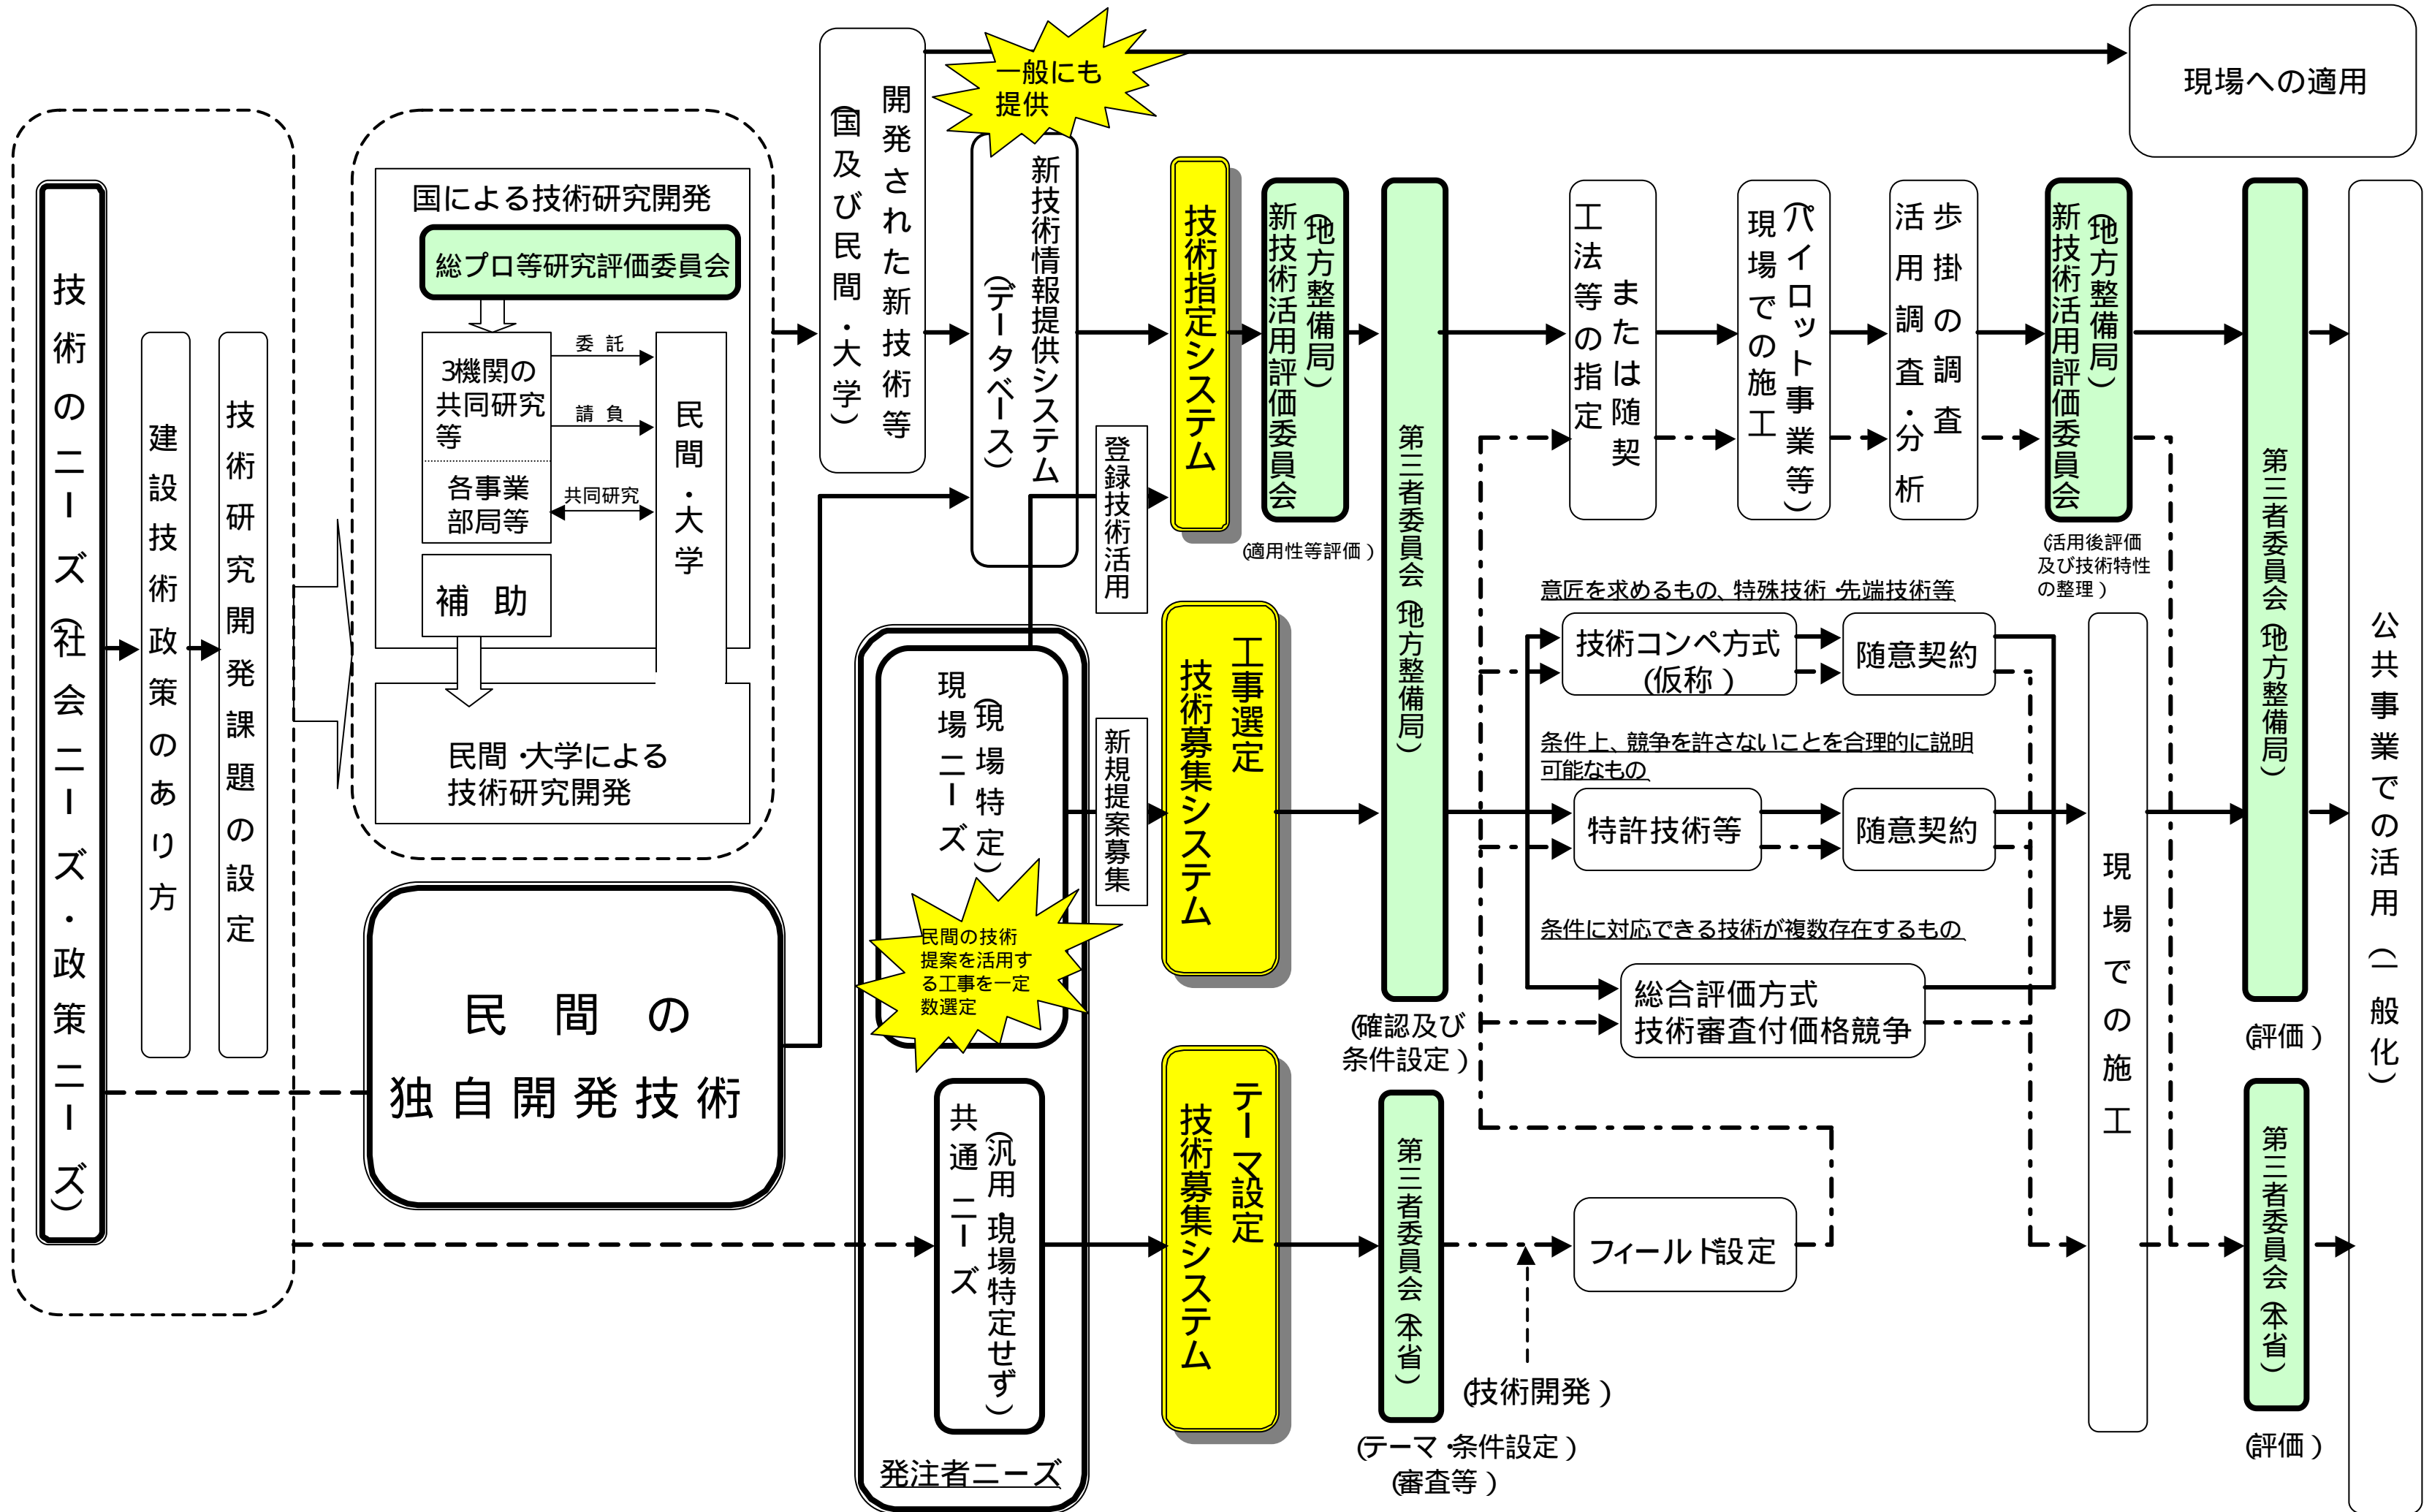 技術のニーズ（社会ニーズ・政策ニーズ）
建設技術政策のあり方
技術研究開発課題の設定
国による技術研究開発
総プロ等研究評価委員会
3機関の
共同研究
等
各事業
部局等
委託
請負
共同研究
民間・大学
補助
民間・大学による
技術研究開発
民間の
独自開発技術
開発された新技術等
（国及び民間・大学）
一般にも
提供
新技術情報提供システム
（データベース）
登録技術活用
新規提案募集
現場ニーズ
（現場特定）
民間の技術
提案を活用す
る工事を一定
数選定
共通ニーズ
（汎用・現場特定せず）
発注者ニーズ
技術指定システム
工事選定
技術募集システム
テーマ設定
技術募集システム
新技術活用評価委員会
（地方整備局）
（適用性等評価）
第三者委員会（地方整備局）
（確認及び
条件設定）
第三者委員会（本省）
（テーマ・条件設定）
（審査等）
（技術開発）
フィールド設定
工法等の指定
または随契
現場での施工
（パイロット事業等）
歩掛の調査
活用調査・分析
新技術活用評価委員会
（地方整備局）
（活用後評価
及び技術特性
の整理）
意匠を求めるもの、特殊技術・先端技術等
技術コンペ方式
（仮称）
随意契約
条件上、競争を許さないことを合理的に説明
可能なもの
特許技術等
随意契約
条件に対応できる技術が複数存在するもの
総合評価方式
技術審査付価格競争
現場での施工
現場への適用
第三者委員会（地方整備局）
（評価）
第三者委員会（本省）
（評価）
公共事業での活用（一般化）